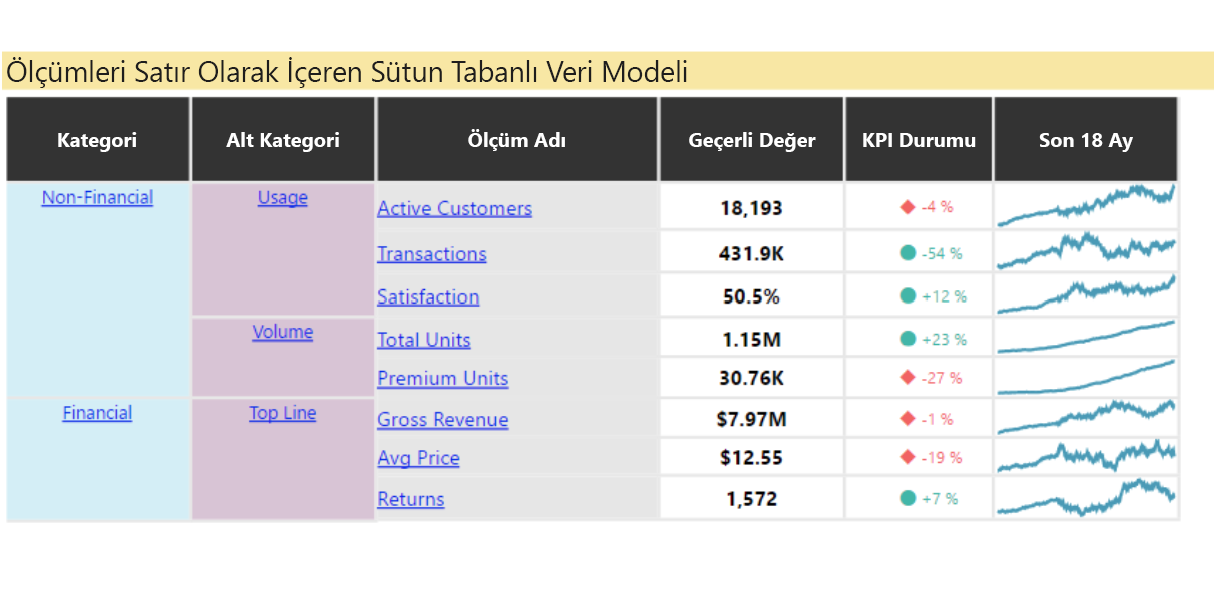 Ölçümleri Satır Olarak İçeren Sütun Tabanlı Veri Modeli
Kategori Alt Kategori Ölçüm Adı Geçerli Değer KPI Durumu Son 18 Ay
Non-Financial Usage Active Customers 18,193 -4 %
Transactions 431.9K -54 %
Satisfaction 50.5% +12 %
Volume Total Units 1.15M +23 %
Premium Units 30.76K -27 %
Financial Top Line Gross Revenue $7.97M -1 %
Avg Price $12.55 -19 %
Returns 1,572 +7 %